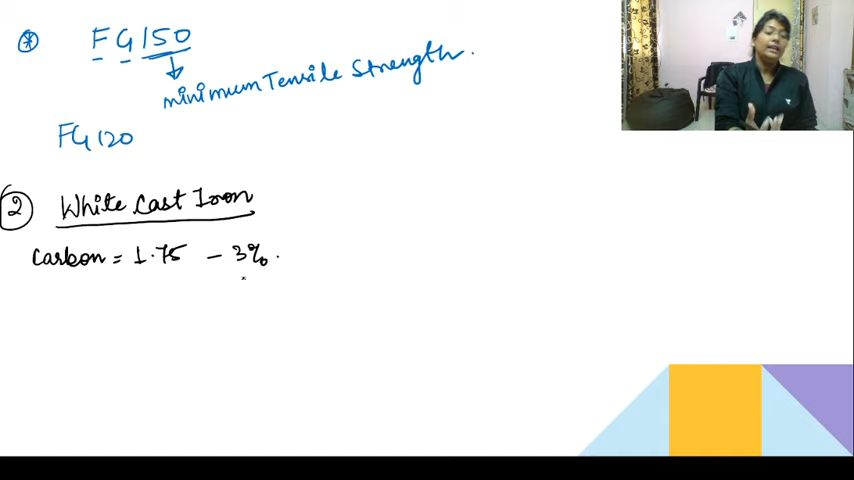 * FG150
minimum Tensile Strength.
FG120
2 White Cast Iron
Carbon = 1.75 - 3%.